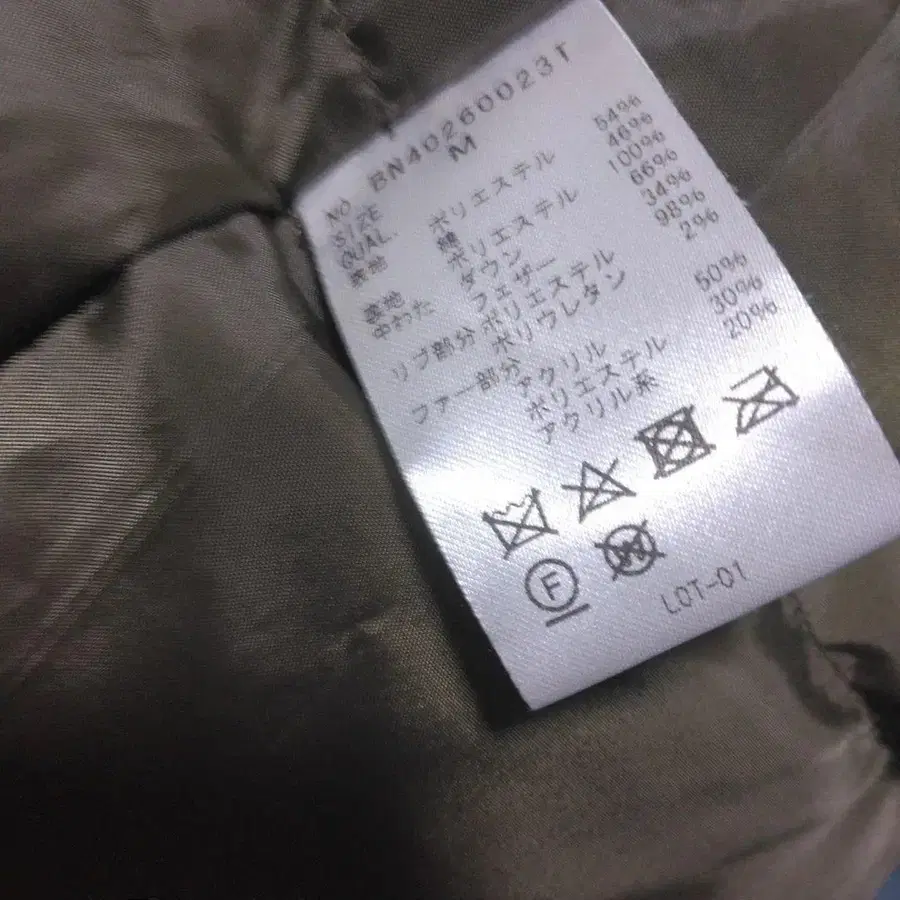 NO. BN402600231
SIZE M
QUAL.
表地 ポリエステル 54%
綿 46%
裏地 ポリエステル 100%
中わた ダウン 66%
フェザー 34%
リブ部分 ポリエステル 98%
ポリウレタン 2%
ファー部分 アクリル 50%
ポリエステル 30%
アクリル系 20%
F
W
LOT-01